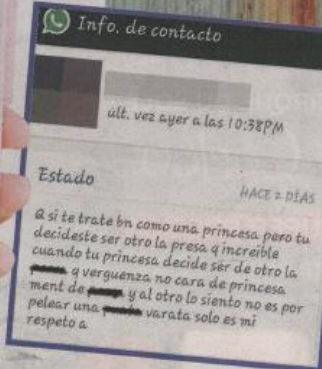 Info. de contacto
últ. vez ayer a las 10:38PM
Estado
HACE 2 DÍAS
Q si te trate bn como una princesa pero tu
decidiste ser otro la presa q increible
cuando tu princesa decide ser de otro la
q verguenza no cara de princesa
ment de y al otro lo siento no es por
pelear una varata solo es mi
respeto a